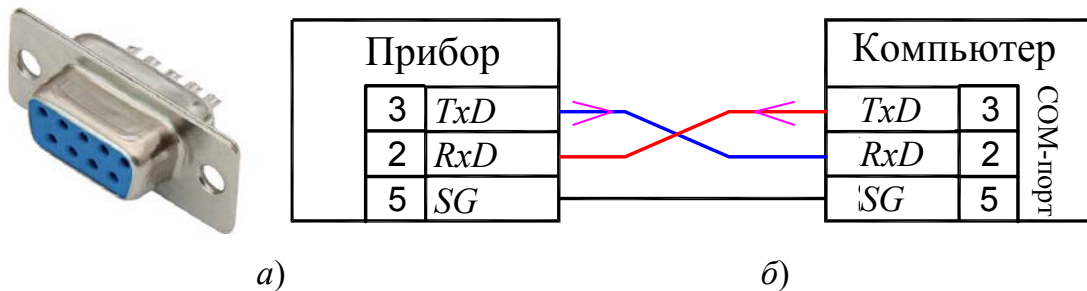 Прибор
3 TxD
2 RxD
5 SG
Компьютер
TxD 3
RxD 2
SG 5
COM-порт
а)
б)